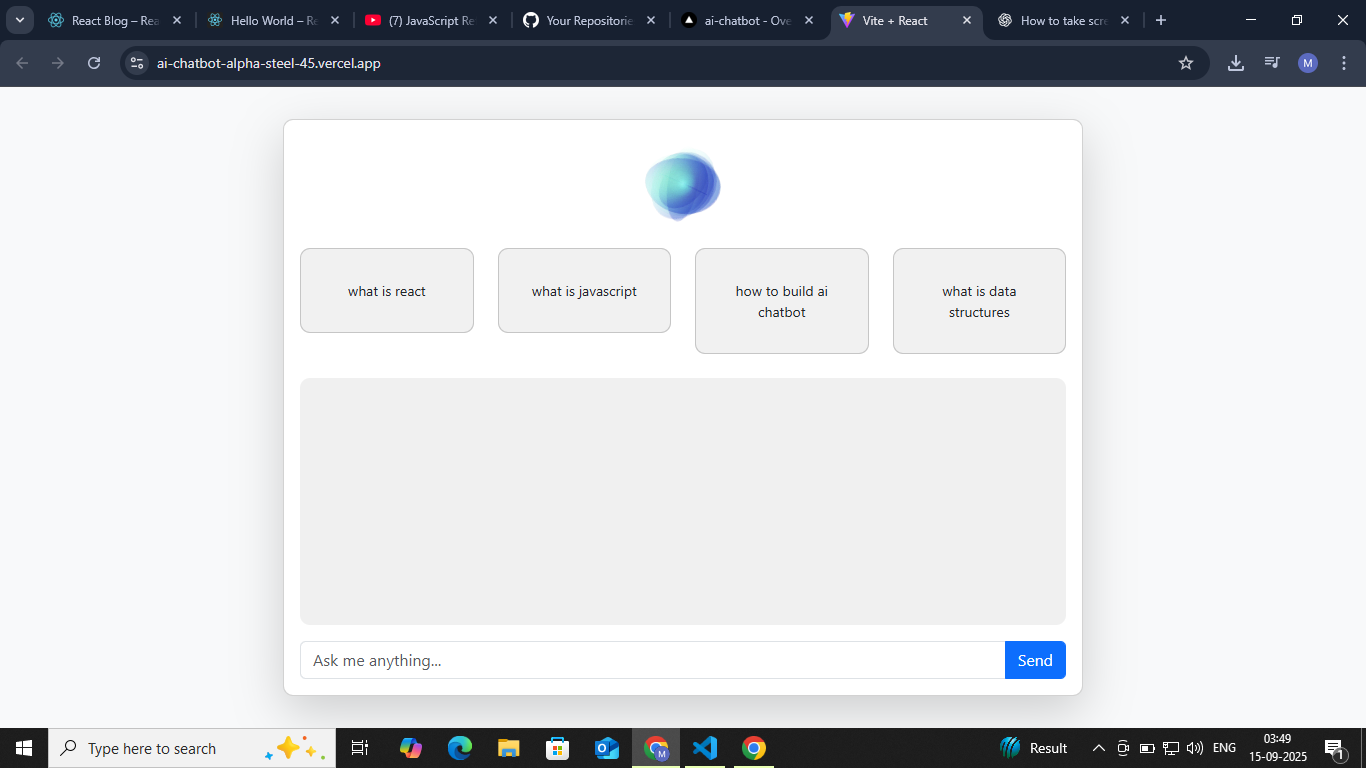 React Blog – Rea
Hello World – Re
(7) JavaScript Re
Your Repositorie
ai-chatbot - Ove
Vite + React
How to take scre
ai-chatbot-alpha-steel-45.vercel.app
M
what is react
what is javascript
how to build ai
chatbot
what is data
structures
Ask me anything...
Send
Type here to search
M
Result
ENG
03:49
15-09-2025
1